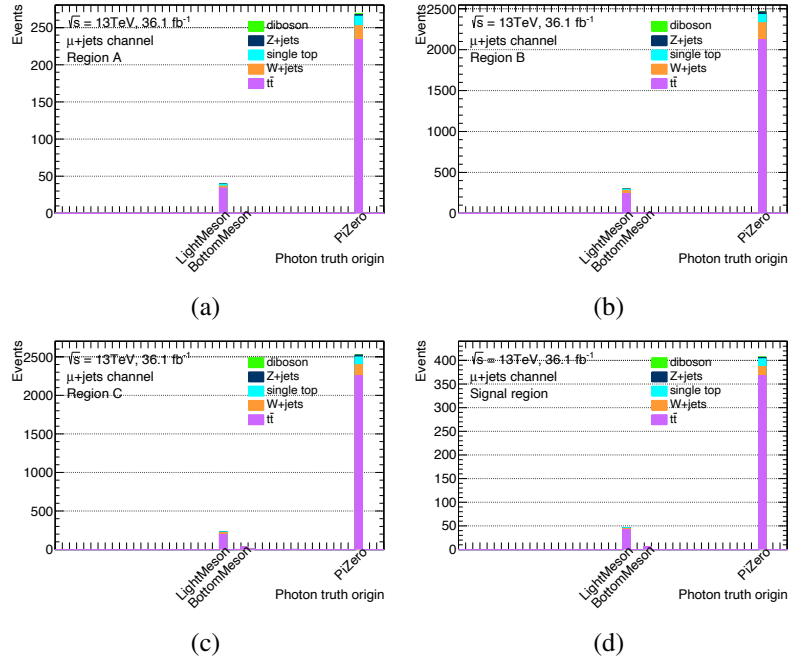 Events
√s = 13TeV, 36.1 fb⁻¹
μ+jets channel
Region A
diboson
Z+jets
single top
W+jets
tt̄
250
200
150
100
50
0
LightMeson
BottomMeson
PiZero
Photon truth origin
(a)
Events
√s = 13TeV, 36.1 fb⁻¹
μ+jets channel
Region B
diboson
Z+jets
single top
W+jets
tt̄
2500
2000
1500
1000
500
0
LightMeson
BottomMeson
PiZero
Photon truth origin
(b)
Events
√s = 13TeV, 36.1 fb⁻¹
μ+jets channel
Region C
diboson
Z+jets
single top
W+jets
tt̄
2500
2000
1500
1000
500
0
LightMeson
BottomMeson
PiZero
Photon truth origin
(c)
Events
√s = 13TeV, 36.1 fb⁻¹
μ+jets channel
Signal region
diboson
Z+jets
single top
W+jets
tt̄
400
350
300
250
200
150
100
50
0
LightMeson
BottomMeson
PiZero
Photon truth origin
(d)